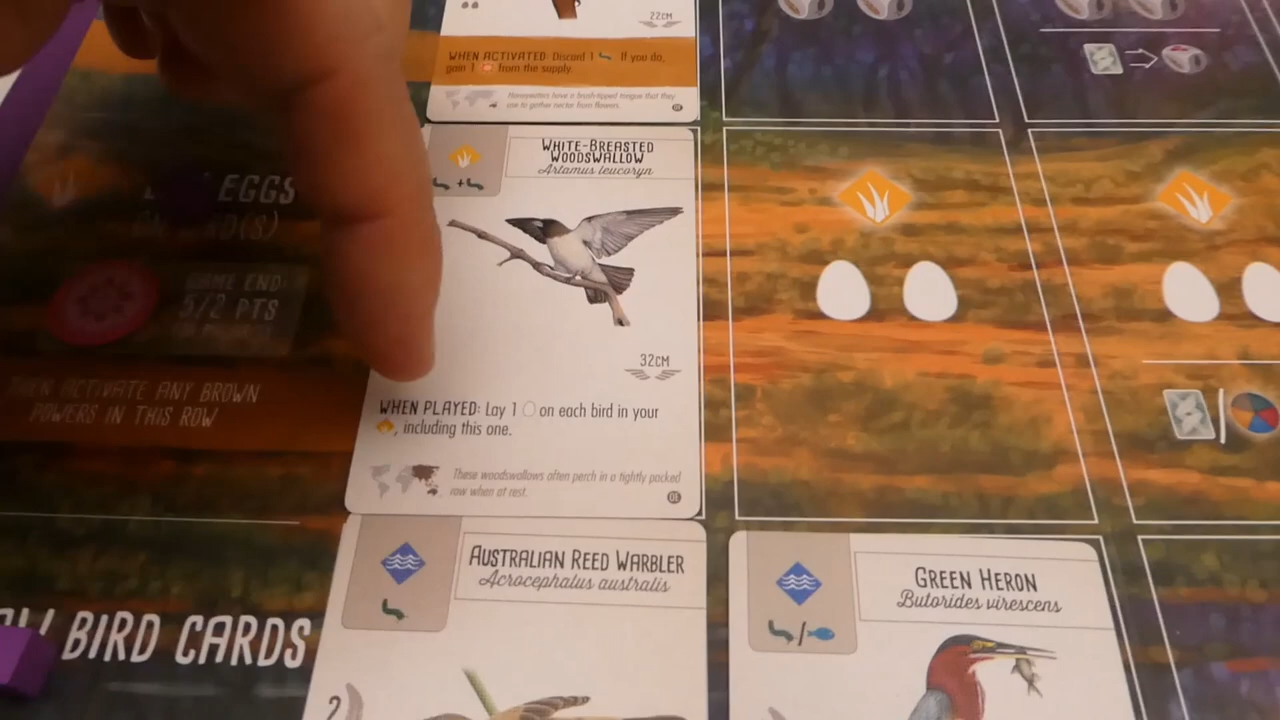 22CM
WHEN ACTIVATED: Discard 1 If you do,
gain 1 from the supply.
Honeyeaters have a brush-tipped tongue that they
use to gather nectar from flowers.
OE
WHITE-BREASTED
WOODSWALLOW
Artamus leucoryn
+
EGGS
GAME END:
5/2 PTS
32CM
THEN ACTIVATE ANY BROWN
POWERS IN THIS ROW
WHEN PLAYED: Lay 1 on each bird in your
, including this one.
These woodswallows often perch in a tightly packed
row when at rest.
OE
AUSTRALIAN REED WARBLER
Acrocephalus australis
GREEN HERON
Butorides virescens
/
BIRD CARDS
2